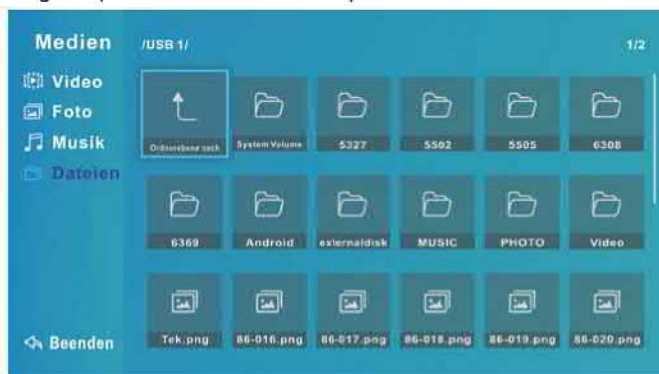 Medien
/USB 1/
1/2
Video
Foto
Musik
Dateien
Beenden
System Volume
5327
5502
5505
6308
6369
Android
externaldisk
MUSIC
PHOTO
Video
Tek.png
86-016.png
86-017.png
86-018.png
86-019.png
86-020.png